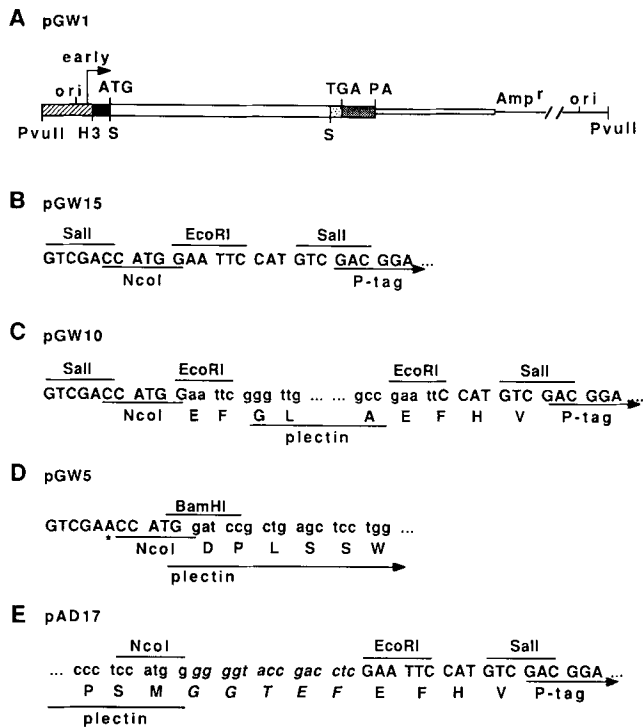 A pGW1
early
ori ATG TGA PA Amp^r ori
PvuII H3 S S PvuII
B pGW15
SalI EcoRI SalI
GTCGACC ATG GAA TTC CAT GTC GAC GGA ...
NcoI P-tag
C pGW10
SalI EcoRI EcoRI SalI
GTCGACC ATG Gaa ttc ggg ttg ... ... gcc gaa ttC CAT GTC GAC GGA ...
NcoI E F G L A E F H V P-tag
plectin
D pGW5
BamHI
GTCGAACC ATG gat ccg ctg agc tcc tgg ...
* NcoI D P L S S W
plectin
E pAD17
NcoI EcoRI SalI
... ccc tcc atg g gg ggt acc gac ctc GAA TTC CAT GTC GAC GGA ...
P S M G G T E F E F H V P-tag
plectin